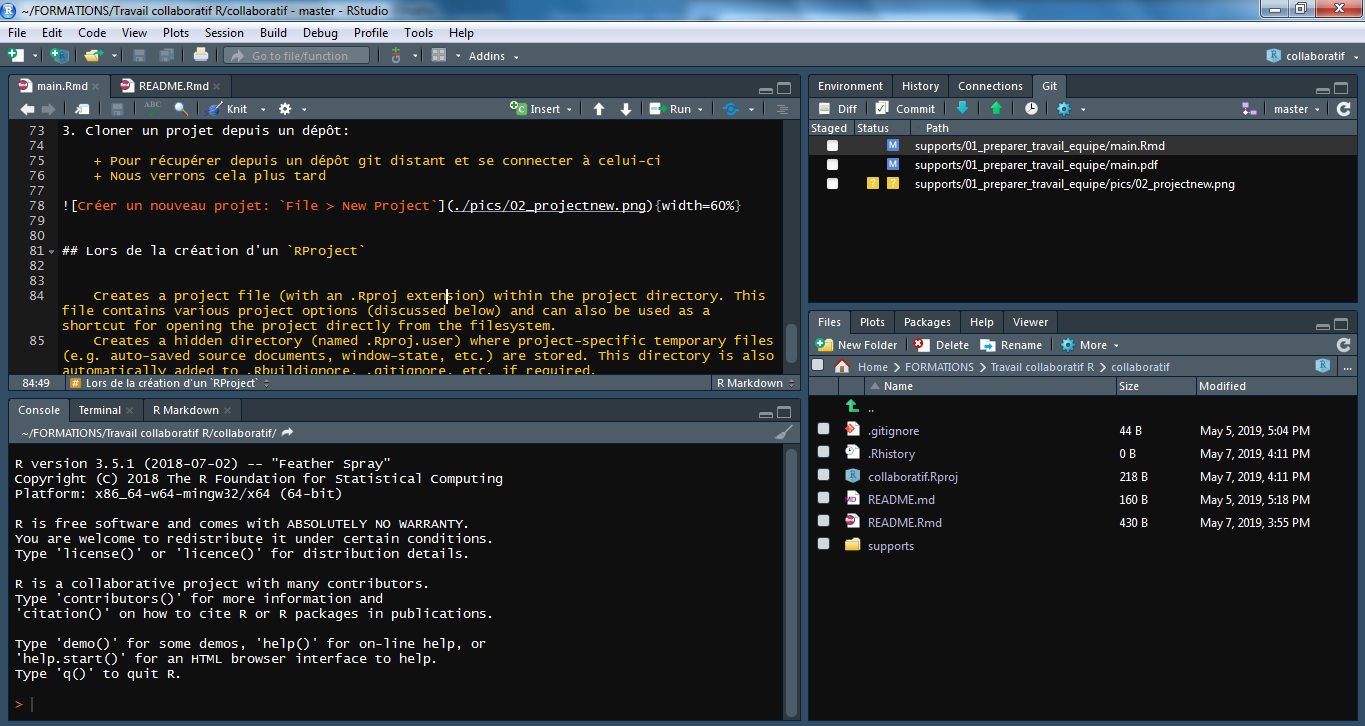 ~/FORMATIONS/Travail collaboratif R/collaboratif - master - RStudio
File Edit Code View Plots Session Build Debug Profile Tools Help
Go to file/function Addins collaboratif
main.Rmd README.Rmd
ABC Knit Insert Run
73 3. Cloner un projet depuis un dépôt:
74
75 + Pour récupérer depuis un dépôt git distant et se connecter à celui-ci
76 + Nous verrons cela plus tard
77
78 ![Créer un nouveau projet: `File > New Project`](./pics/02_projectnew.png){width=60%}
79
80
81 ## Lors de la création d'un `RProject`
82
83
84 Creates a project file (with an .Rproj extension) within the project directory. This
file contains various project options (discussed below) and can also be used as a
shortcut for opening the project directly from the filesystem.
85 Creates a hidden directory (named .Rproj.user) where project-specific temporary files
(e.g. auto-saved source documents, window-state, etc.) are stored. This directory is also
automatically added to .Rbuildignore, .gitignore, etc. if required.
84:49 # Lors de la création d'un `RProject` R Markdown
Console Terminal R Markdown
~/FORMATIONS/Travail collaboratif R/collaboratif/
R version 3.5.1 (2018-07-02) -- "Feather Spray"
Copyright (C) 2018 The R Foundation for Statistical Computing
Platform: x86_64-w64-mingw32/x64 (64-bit)
R is free software and comes with ABSOLUTELY NO WARRANTY.
You are welcome to redistribute it under certain conditions.
Type 'license()' or 'licence()' for distribution details.
R is a collaborative project with many contributors.
Type 'contributors()' for more information and
'citation()' on how to cite R or R packages in publications.
Type 'demo()' for some demos, 'help()' for on-line help, or
'help.start()' for an HTML browser interface to help.
Type 'q()' to quit R.
>
Environment History Connections Git
Diff Commit master
Staged Status Path
M supports/01_preparer_travail_equipe/main.Rmd
M supports/01_preparer_travail_equipe/main.pdf
? ? supports/01_preparer_travail_equipe/pics/02_projectnew.png
Files Plots Packages Help Viewer
New Folder Delete Rename More
Home FORMATIONS Travail collaboratif R collaboratif ...
Name Size Modified
..
.gitignore 44 B May 5, 2019, 5:04 PM
.Rhistory 0 B May 7, 2019, 4:11 PM
collaboratif.Rproj 218 B May 7, 2019, 4:11 PM
README.md 160 B May 5, 2019, 5:18 PM
README.Rmd 430 B May 7, 2019, 3:55 PM
supports